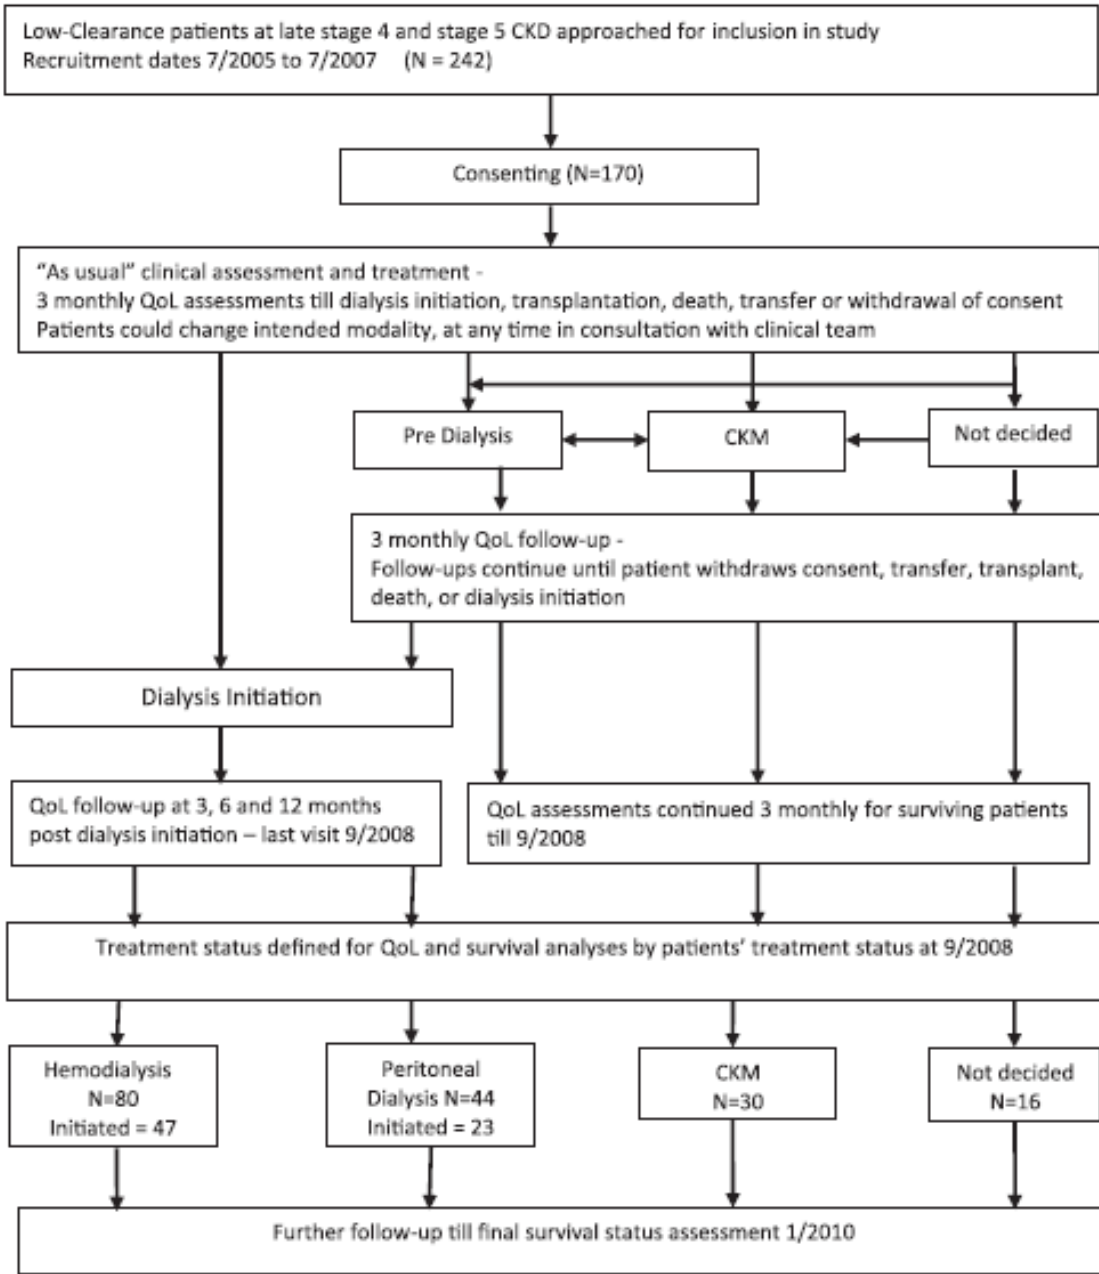 Low-Clearance patients at late stage 4 and stage 5 CKD approached for inclusion in study
Recruitment dates 7/2005 to 7/2007 (N = 242)
Consenting (N=170)
“As usual” clinical assessment and treatment -
3 monthly QoL assessments till dialysis initiation, transplantation, death, transfer or withdrawal of consent
Patients could change intended modality, at any time in consultation with clinical team
Pre Dialysis
CKM
Not decided
3 monthly QoL follow-up -
Follow-ups continue until patient withdraws consent, transfer, transplant,
death, or dialysis initiation
Dialysis Initiation
QoL follow-up at 3, 6 and 12 months
post dialysis initiation – last visit 9/2008
QoL assessments continued 3 monthly for surviving patients
till 9/2008
Treatment status defined for QoL and survival analyses by patients’ treatment status at 9/2008
Hemodialysis
N=80
Initiated = 47
Peritoneal
Dialysis N=44
Initiated = 23
CKM
N=30
Not decided
N=16
Further follow-up till final survival status assessment 1/2010